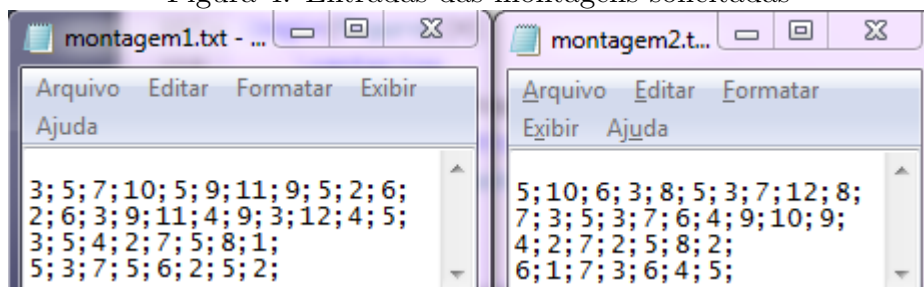 Figura 4: Entradas das montagens solicitadas
montagem1.txt - ...
Arquivo Editar Formatar Exibir
Ajuda
3;5;7;10;5;9;11;9;5;2;6;
2;6;3;9;11;4;9;3;12;4;5;
3;5;4;2;7;5;8;1;
5;3;7;5;6;2;5;2;
montagem2.t...
Arquivo Editar Formatar
Exibir Ajuda
5;10;6;3;8;5;3;7;12;8;
7;3;5;3;7;6;4;9;10;9;
4;2;7;2;5;8;2;
6;1;7;3;6;4;5;